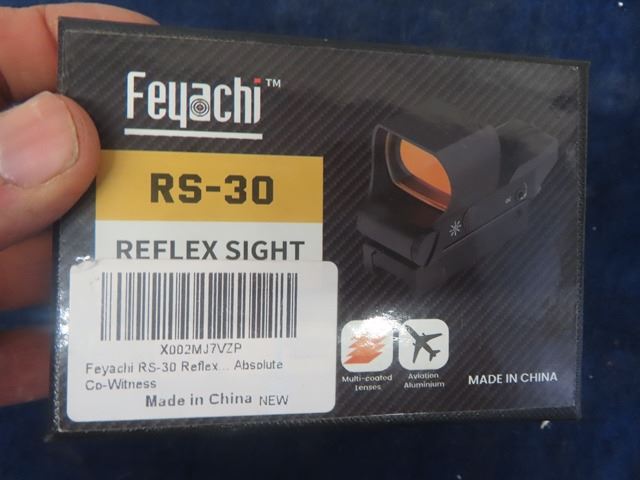 Feyachi™
RS-30
REFLEX SIGHT
X002MJ7VZP
Feyachi RS-30 Reflex... Absolute
Co-Witness
Made in China NEW
Multi-coated
Lenses
Aviation
Aluminium
MADE IN CHINA